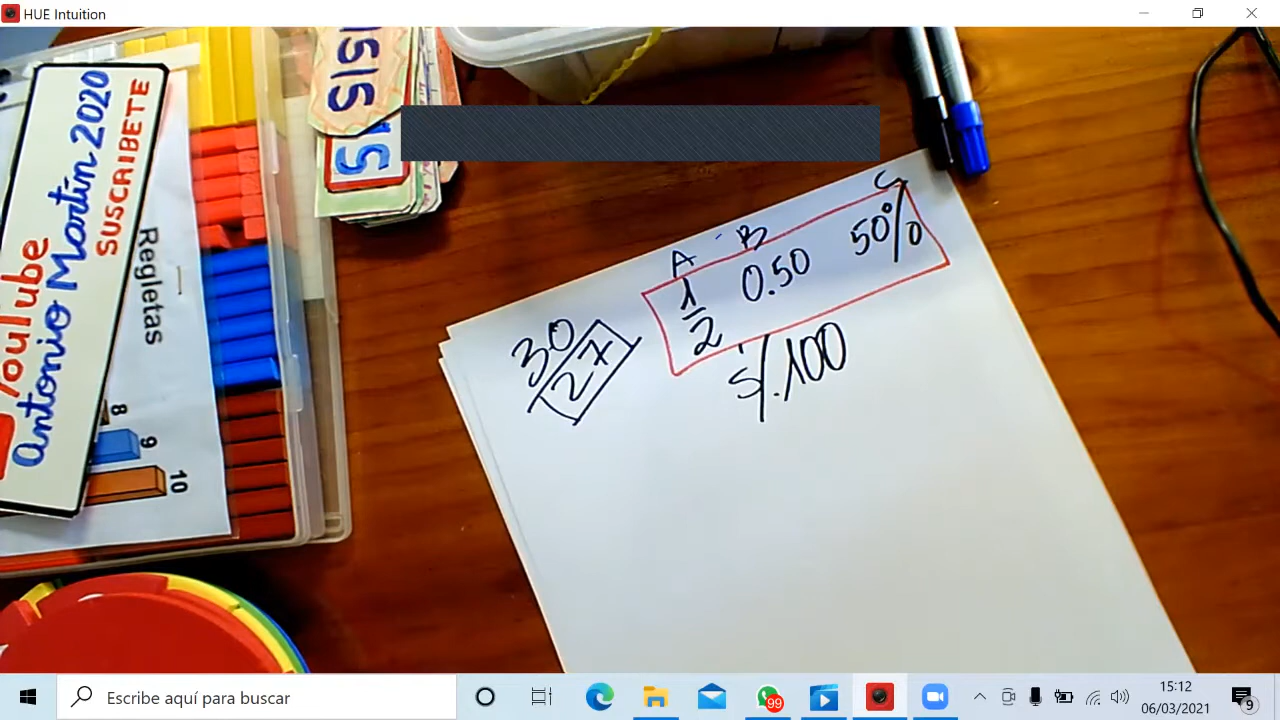 HUE Intuition
YouTube
Antonio Martín 2020
SUSCRIBETE
Regletas
8
9
10
A B C
1/2 0.50 50%
30/27
S/.100
Escribe aquí para buscar
99
15:12
06/03/2021
9